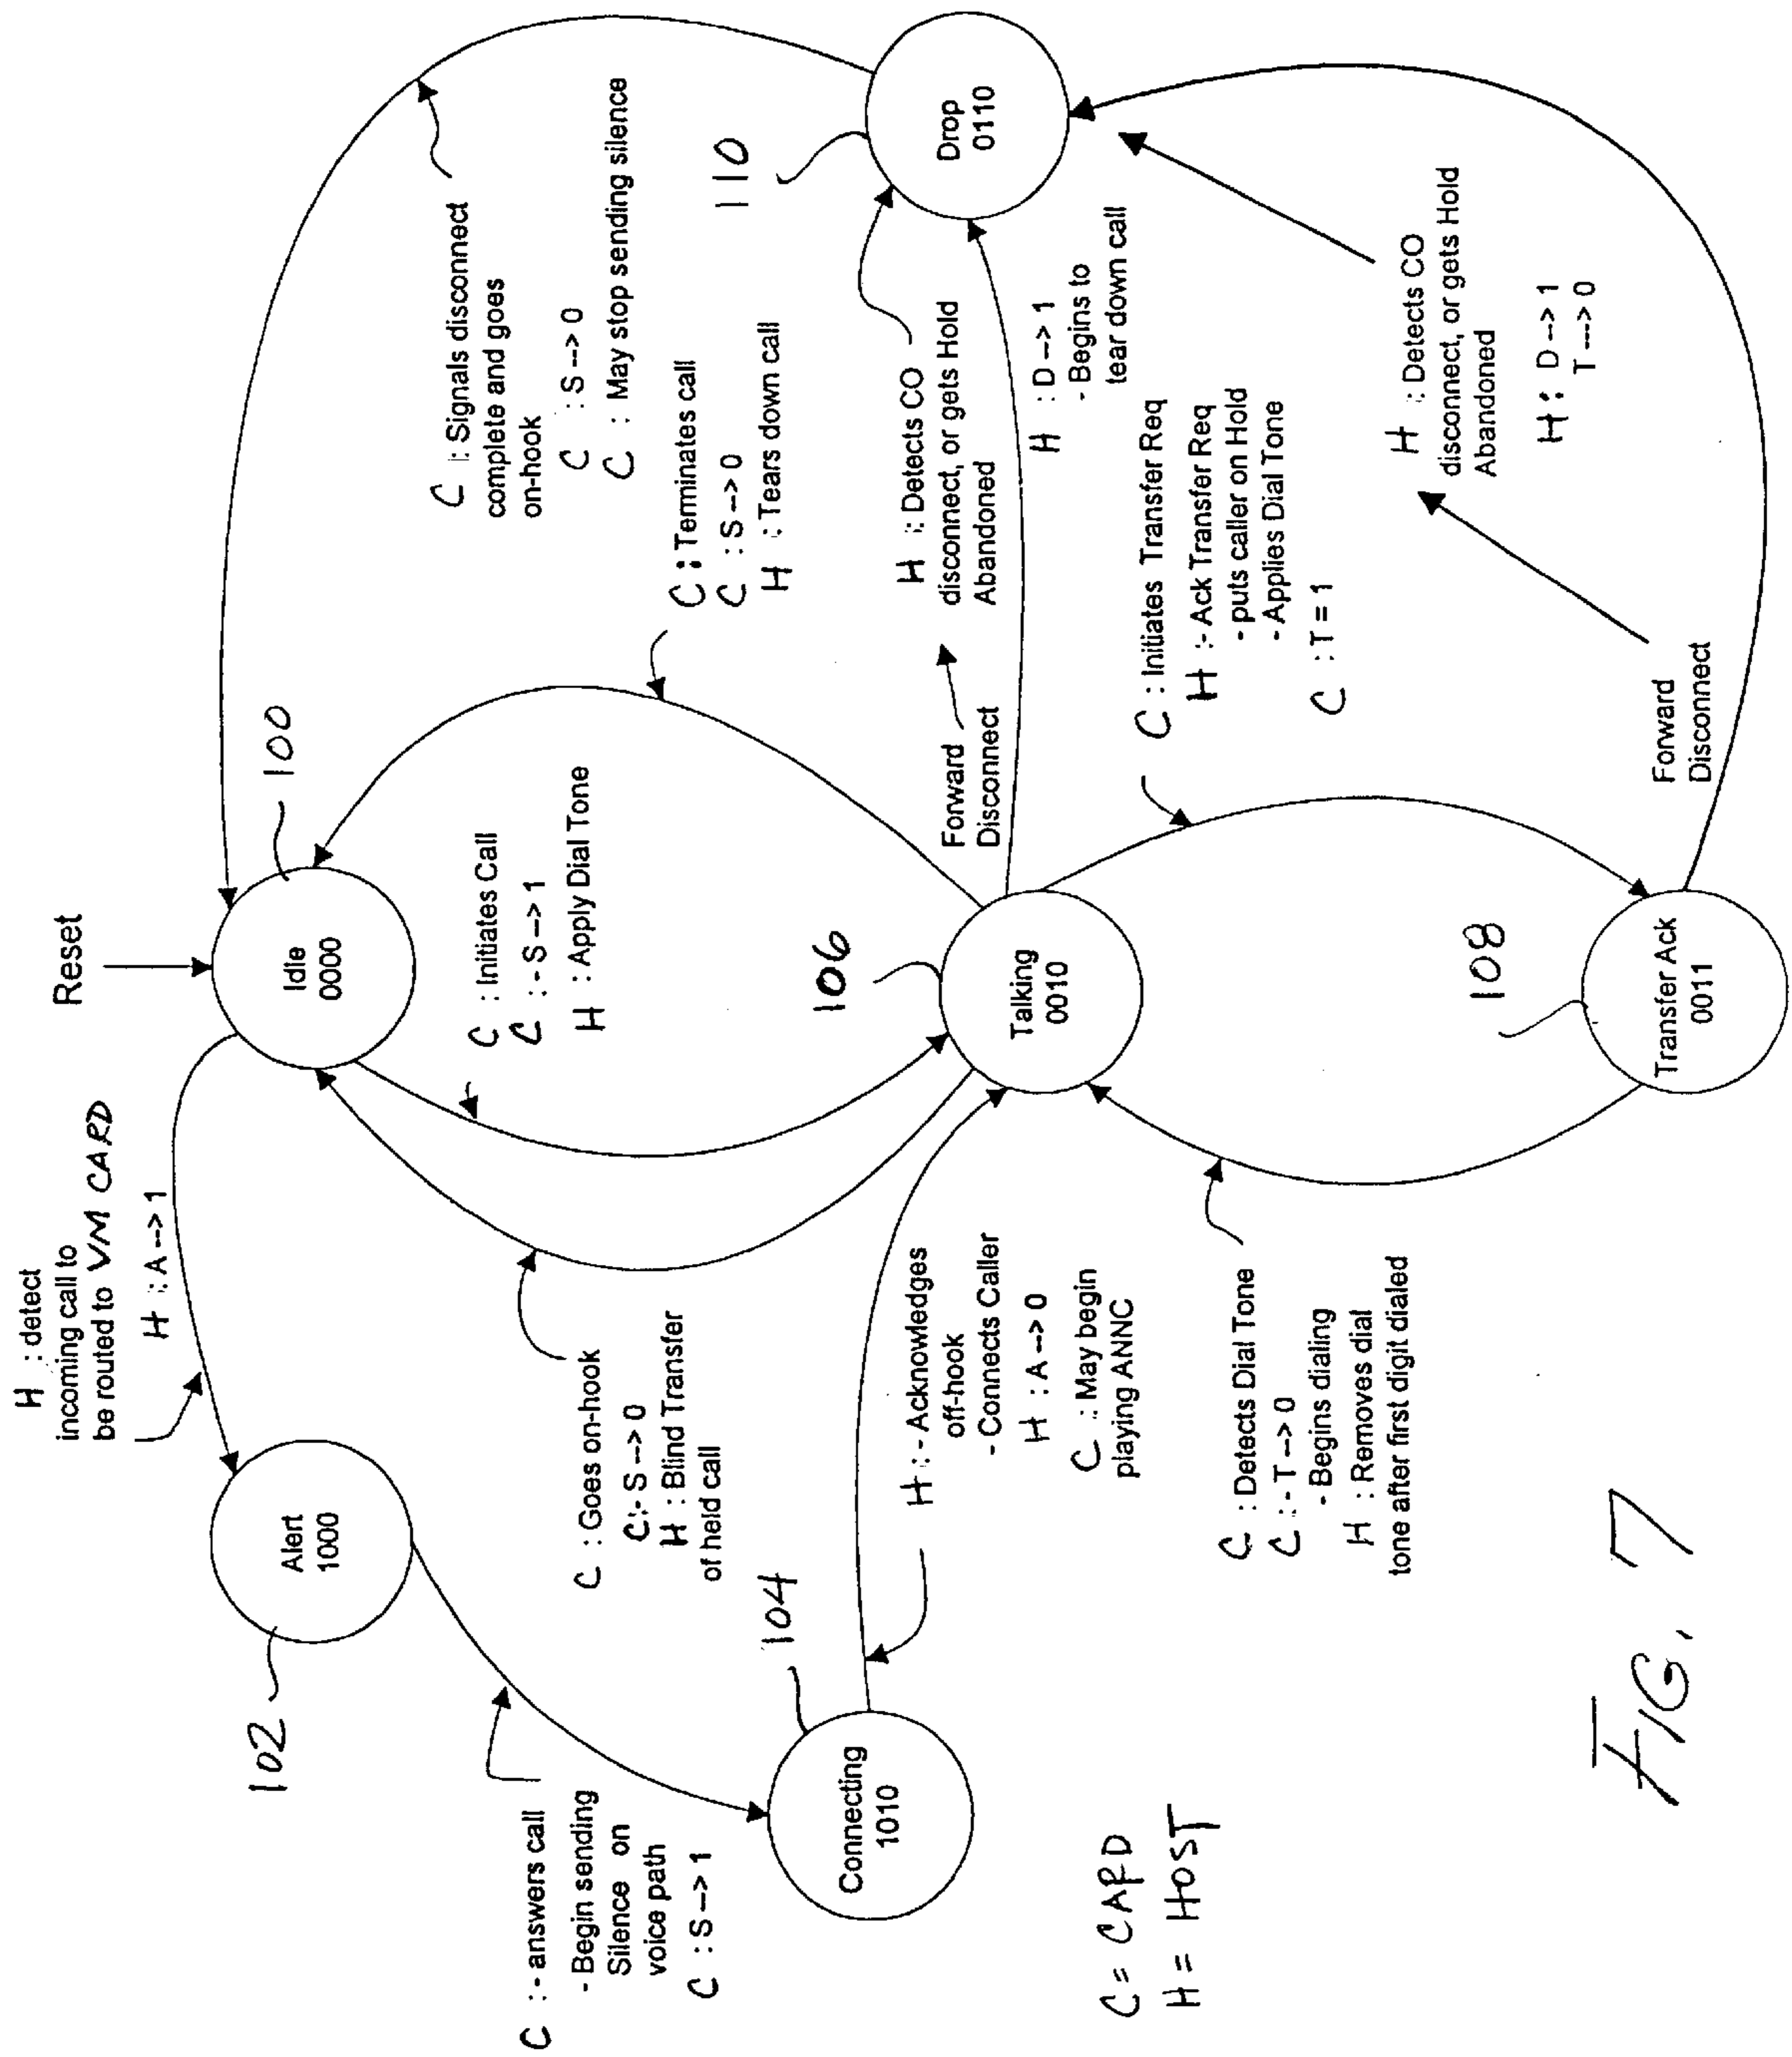 Reset
H : detect
incoming call to
be routed to VM CARD
H : A --> 1
102
Alert
1000
Idle
0000
100
C : Signals disconnect
complete and goes
on-hook
C : S --> 0
C : May stop sending silence
C : Initiates Call
C : - S --> 1
H : Apply Dial Tone
C : Terminates call
C : S --> 0
H : Tears down call
C : - answers call
- Begin sending
Silence on
voice path
C : S --> 1
C : Goes on-hook
C : - S --> 0
H : Blind Transfer
of held call
110
Drop
0110
H : Detects CO
disconnect, or gets Hold
Abandoned
Forward
Disconnect
H : D --> 1
- Begins to
tear down call
104
Connecting
1010
106
Talking
0010
H : - Acknowledges
off-hook
- Connects Caller
H : A --> 0
C : May begin
playing ANNC
C : Initiates Transfer Req
H : - Ack Transfer Req
- puts caller on Hold
- Applies Dial Tone
C : T = 1
C : Detects Dial Tone
C : - T --> 0
- Begins dialing
H : Removes dial
tone after first digit dialed
H : Detects CO
disconnect, or gets Hold
Abandoned
H : D --> 1
T ---> 0
Forward
Disconnect
108
Transfer Ack
0011
C = CARD
H = HOST
FIG. 7